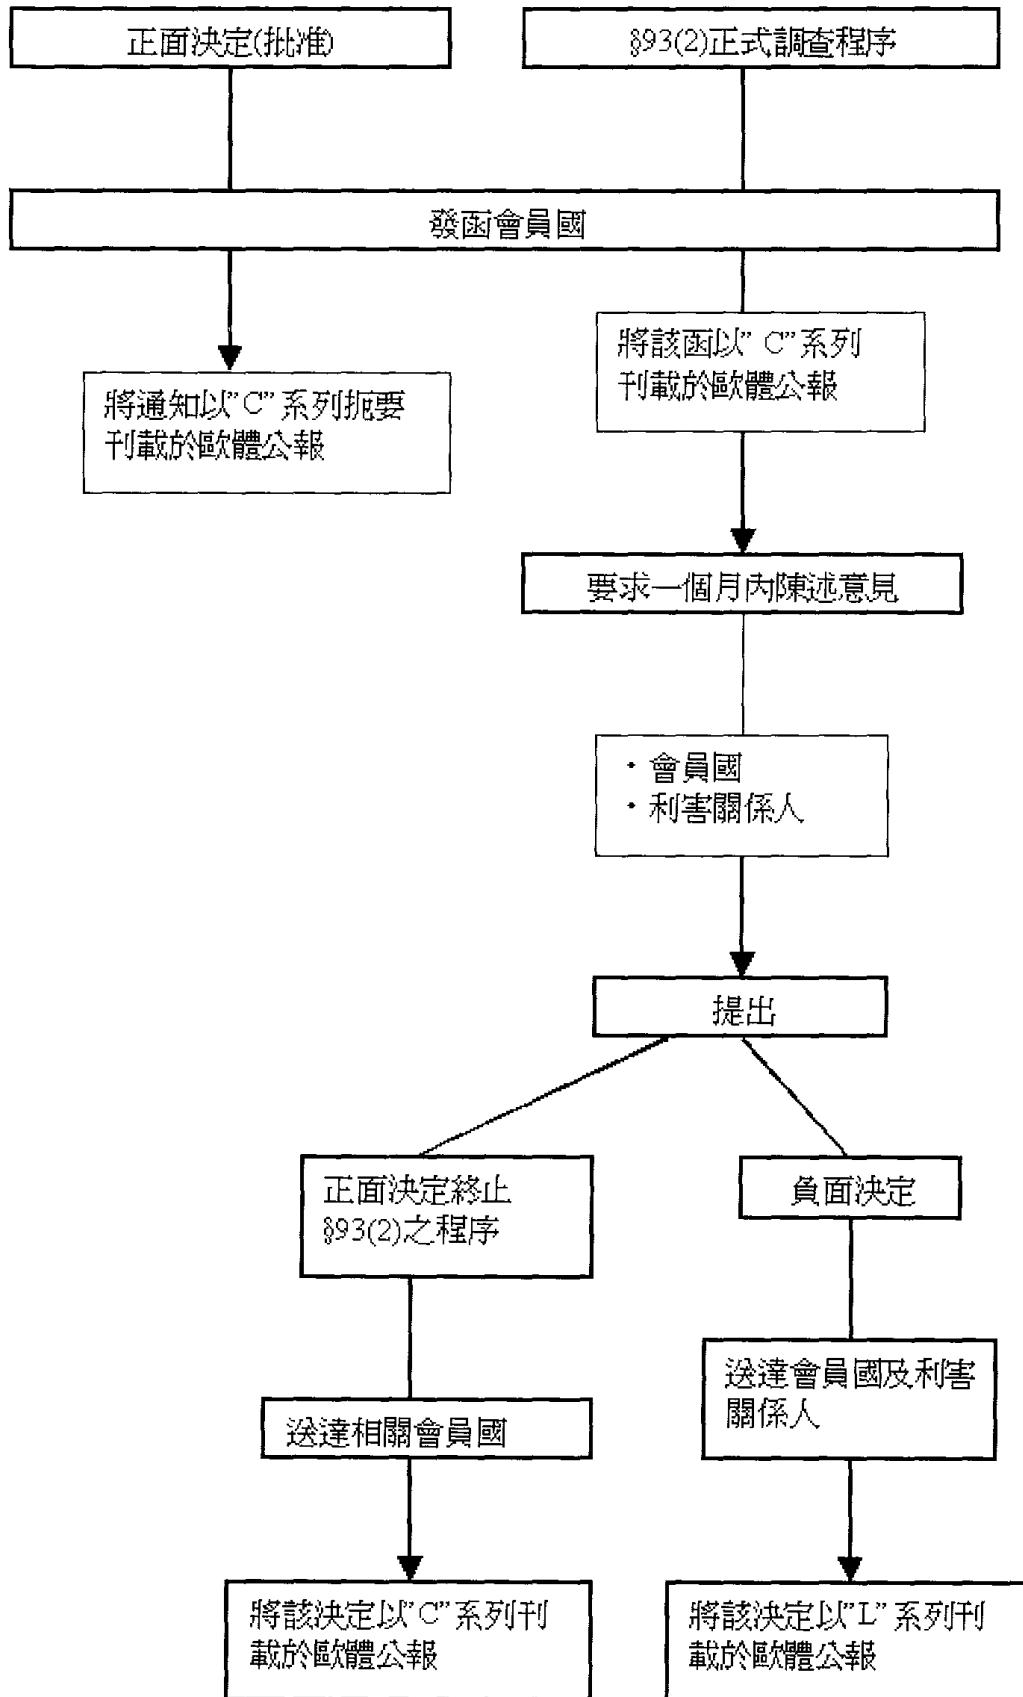 正面決定(批准)
§93(2)正式調查程序
發函會員國
將該函以”C”系列
刊載於歐體公報
將通知以”C”系列扼要
刊載於歐體公報
要求一個月內陳述意見
・會員國
・利害關係人
提出
正面決定終止
§93(2)之程序
負面決定
送達會員國及利害
關係人
送達相關會員國
將該決定以”C”系列刊
載於歐體公報
將該決定以”L”系列刊
載於歐體公報